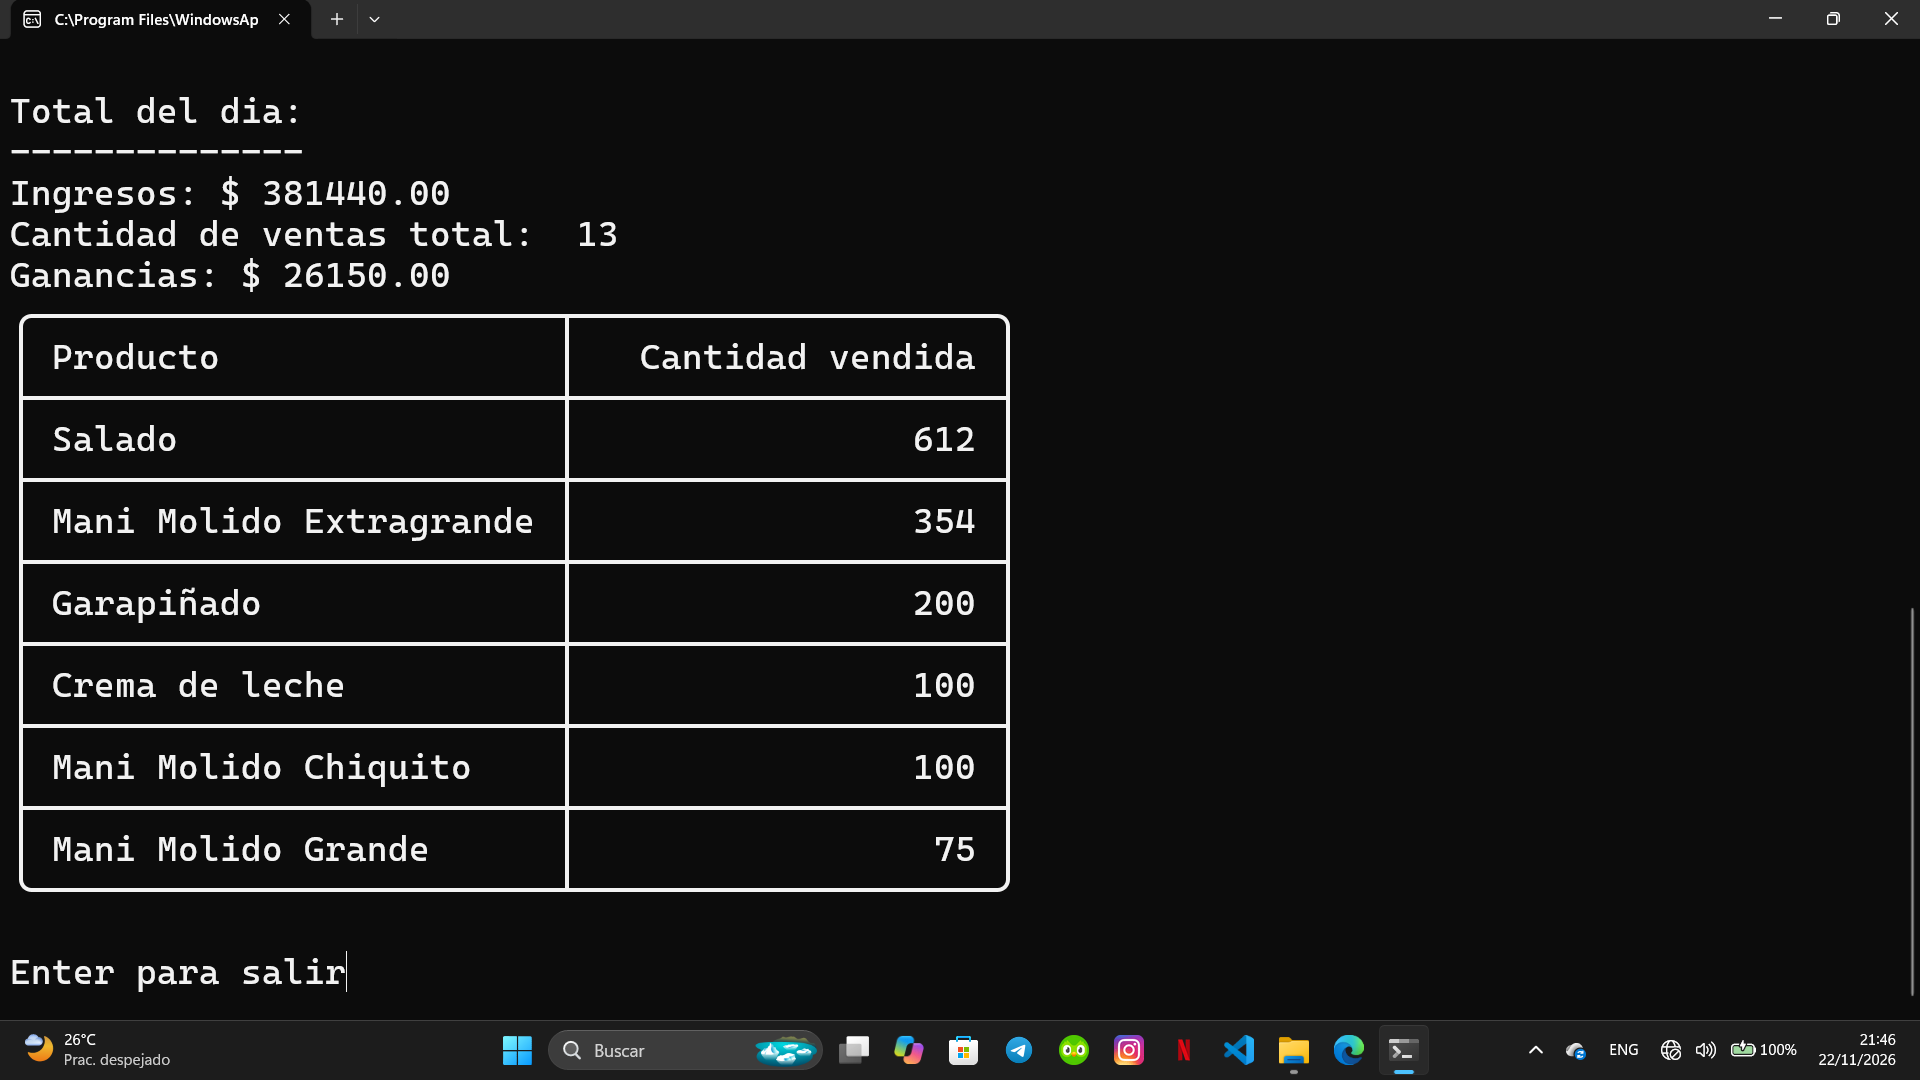 C:\Program Files\WindowsAp
Total del dia:
--------------
Ingresos: $ 381440.00
Cantidad de ventas total:  13
Ganancias: $ 26150.00
Producto Cantidad vendida
Salado 612
Mani Molido Extragrande 354
Garapiñado 200
Crema de leche 100
Mani Molido Chiquito 100
Mani Molido Grande 75
Enter para salir
26°C
Prac. despejado
Buscar
ENG
100%
21:46
22/11/2026